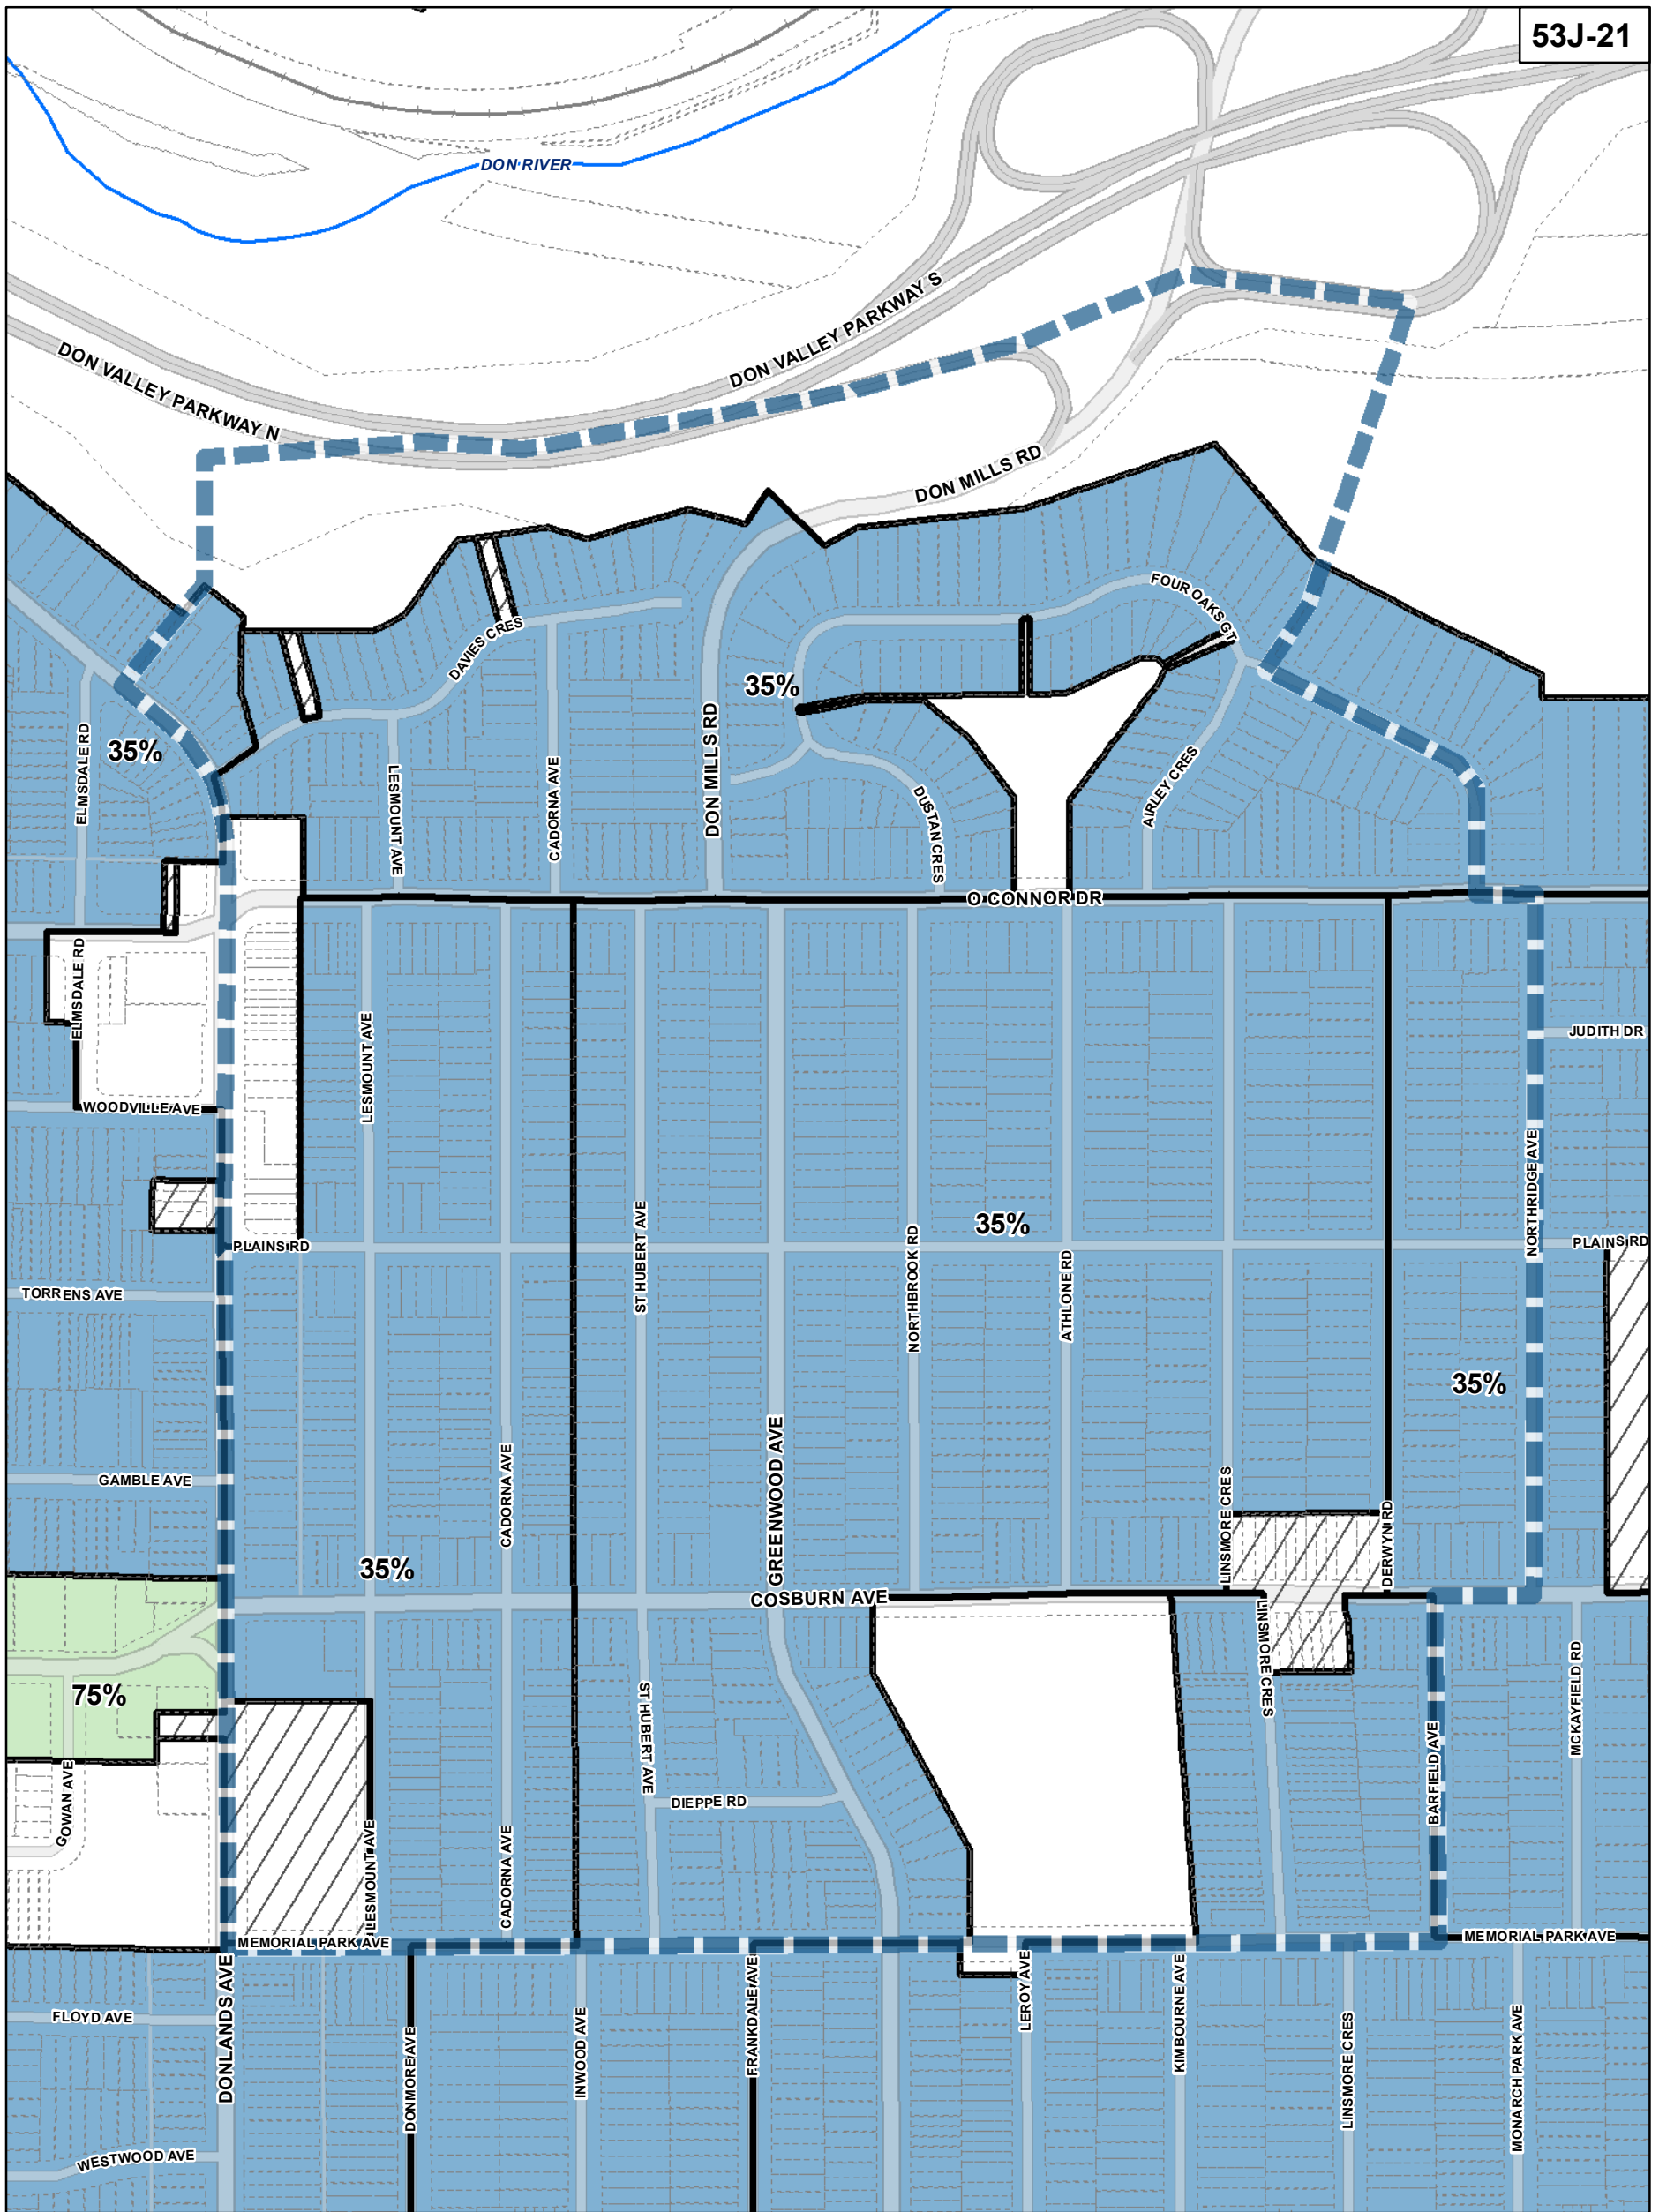 53J-21
DON RIVER
DON VALLEY PARKWAY S
DON VALLEY PARKWAY N
DON MILLS RD
FOUR OAKS GT
DAVIES CRES
35%
DON MILLS RD
ELMSDALE RD
35%
LESMOUNT AVE
CADORNA AVE
DUSTAN CRES
AIRLEY CRES
O CONNOR DR
ELMSDALE RD
LESMOUNT AVE
JUDITH DR
WOODVILLE AVE
NORTHRIDGE AVE
ST HUBERT AVE
35%
NORTHBROOK RD
ATHLONE RD
PLAINS RD
PLAINS RD
TORRENS AVE
35%
GREENWOOD AVE
CADORNA AVE
GAMBLE AVE
LINSMORE CRES
DERWYN RD
35%
COSBURN AVE
LINSMORE CRES
MCKAYFIELD RD
75%
ST HUBERT AVE
BARFIELD AVE
GOWAN AVE
DIEPPE RD
LESMOUNT AVE
CADORNA AVE
MEMORIAL PARK AVE
MEMORIAL PARK AVE
DONLANDS AVE
FLOYD AVE
DONMORE AVE
INWOOD AVE
FRANKDALE AVE
LEROY AVE
KIMBOURNE AVE
LINSMORE CRES
MONARCH PARK AVE
WESTWOOD AVE